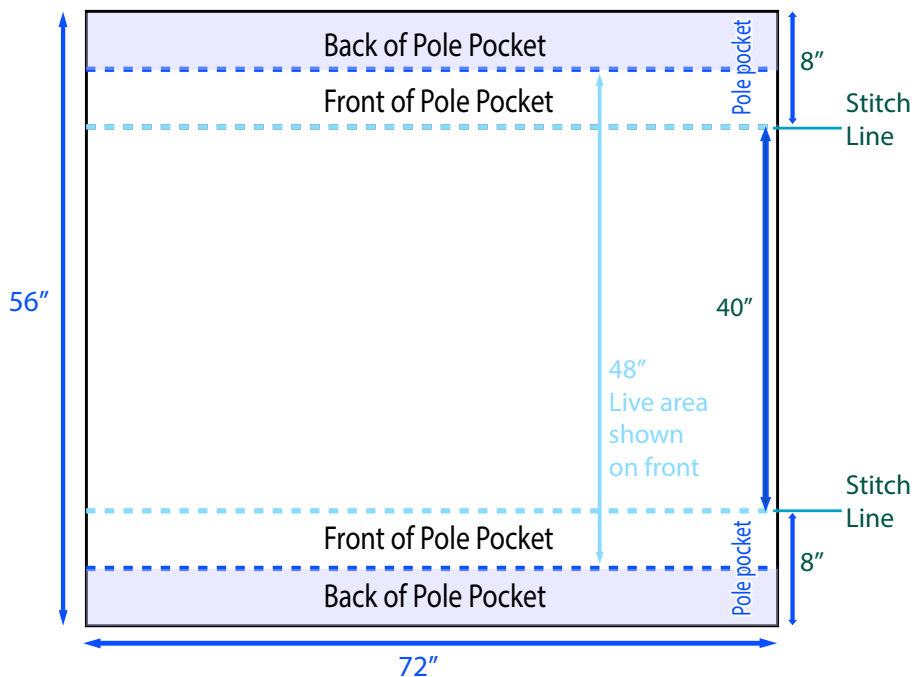 Back of Pole Pocket
Pole pocket
8”
Front of Pole Pocket
Stitch
Line
56”
40”
48”
Live area
shown
on front
Stitch
Line
Front of Pole Pocket
Pole pocket
8”
Back of Pole Pocket
72”